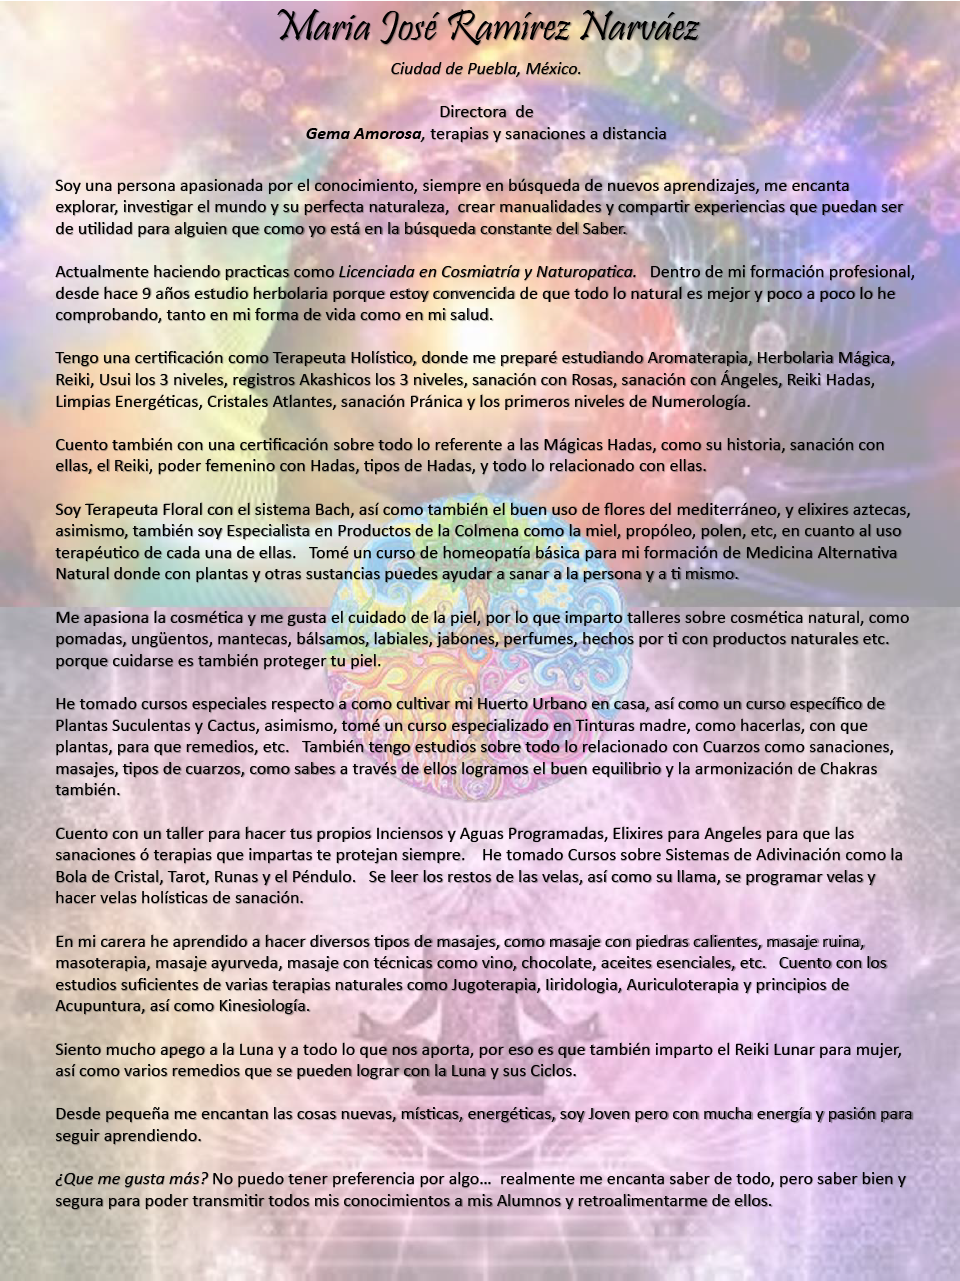 María José Ramírez Narváez
Ciudad de Puebla, México.
Directora de
Gema Amorosa, terapias y sanaciones a distancia
Soy una persona apasionada por el conocimiento, siempre en búsqueda de nuevos aprendizajes, me encanta
explorar, investigar el mundo y su perfecta naturaleza, crear manualidades y compartir experiencias que puedan ser
de utilidad para alguien que como yo está en la búsqueda constante del Saber.
Actualmente haciendo practicas como Licenciada en Cosmiatría y Naturopatica. Dentro de mi formación profesional,
desde hace 9 años estudio herbolaria porque estoy convencida de que todo lo natural es mejor y poco a poco lo he
comprobando, tanto en mi forma de vida como en mi salud.
Tengo una certificación como Terapeuta Holístico, donde me preparé estudiando Aromaterapia, Herbolaria Mágica,
Reiki, Usui los 3 niveles, registros Akashicos los 3 niveles, sanación con Rosas, sanación con Ángeles, Reiki Hadas,
Limpias Energéticas, Cristales Atlantes, sanación Pránica y los primeros niveles de Numerología.
Cuento también con una certificación sobre todo lo referente a las Mágicas Hadas, como su historia, sanación con
ellas, el Reiki, poder femenino con Hadas, tipos de Hadas, y todo lo relacionado con ellas.
Soy Terapeuta Floral con el sistema Bach, así como también el buen uso de flores del mediterráneo, y elixires aztecas,
asimismo, también soy Especialista en Productos de la Colmena como la miel, propóleo, polen, etc, en cuanto al uso
terapéutico de cada una de ellas. Tomé un curso de homeopatía básica para mi formación de Medicina Alternativa
Natural donde con plantas y otras sustancias puedes ayudar a sanar a la persona y a ti mismo.
Me apasiona la cosmética y me gusta el cuidado de la piel, por lo que imparto talleres sobre cosmética natural, como
pomadas, ungüentos, mantecas, bálsamos, labiales, jabones, perfumes, hechos por ti con productos naturales etc.
porque cuidarse es también proteger tu piel.
He tomado cursos especiales respecto a como cultivar mi Huerto Urbano en casa, así como un curso específico de
Plantas Suculentas y Cactus, asimismo, tomé un curso especializado en Tinturas madre, como hacerlas, con que
plantas, para que remedios, etc. También tengo estudios sobre todo lo relacionado con Cuarzos como sanaciones,
masajes, tipos de cuarzos, como sabes a través de ellos logramos el buen equilibrio y la armonización de Chakras
también.
Cuento con un taller para hacer tus propios Inciensos y Aguas Programadas, Elixires para Angeles para que las
sanaciones ó terapias que impartas te protejan siempre. He tomado Cursos sobre Sistemas de Adivinación como la
Bola de Cristal, Tarot, Runas y el Péndulo. Se leer los restos de las velas, así como su llama, se programar velas y
hacer velas holísticas de sanación.
En mi carera he aprendido a hacer diversos tipos de masajes, como masaje con piedras calientes, masaje ruina,
masoterapia, masaje ayurveda, masaje con técnicas como vino, chocolate, aceites esenciales, etc. Cuento con los
estudios suficientes de varias terapias naturales como Jugoterapia, Iiridologia, Auriculoterapia y principios de
Acupuntura, así como Kinesiología.
Siento mucho apego a la Luna y a todo lo que nos aporta, por eso es que también imparto el Reiki Lunar para mujer,
así como varios remedios que se pueden lograr con la Luna y sus Ciclos.
Desde pequeña me encantan las cosas nuevas, místicas, energéticas, soy Joven pero con mucha energía y pasión para
seguir aprendiendo.
¿Que me gusta más? No puedo tener preferencia por algo… realmente me encanta saber de todo, pero saber bien y
segura para poder transmitir todos mis conocimientos a mis Alumnos y retroalimentarme de ellos.